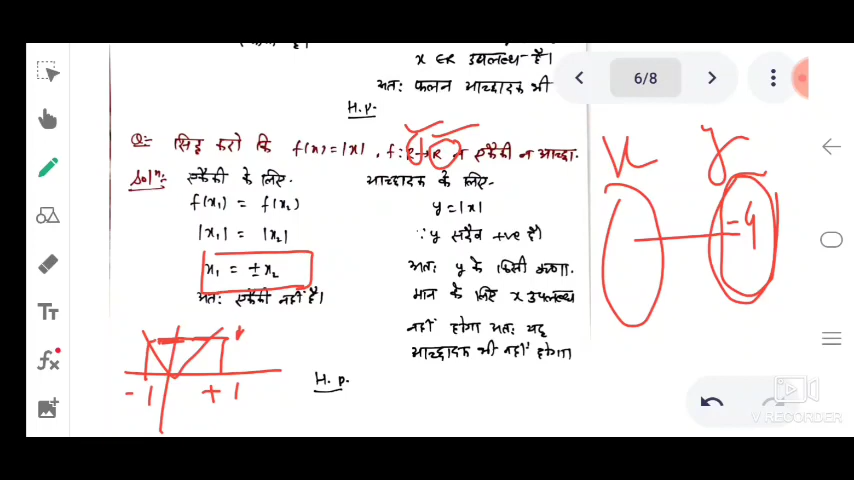 x ∈R उपलब्ध है।
6/8
अतः फलन आच्छादक भी
H.p.
Q:- सिद्ध करो कि f(x) = |x| , f: R→R न एकैकी न आच्छा.
Solⁿ: एकैकी के लिए.
f(x₁) = f(x₂)
|x₁| = |x₂|
x₁ = ±x₂
अतः एकैकी नहीं है।
आच्छादक के लिए
y = |x|
∵ y सदैव +ve है।
अतः y के किसी ऋणा.
मान के लिए x उपलब्ध
नहीं होगा अतः यह
आच्छादक भी नहीं होगा
H.p.
x y
-4
-1 +1
Tт
fx
V RECORDER